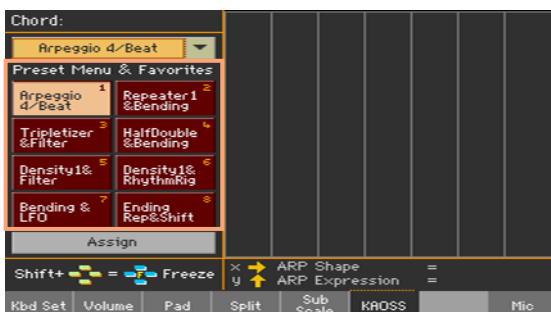 Chord:
Arpeggio 4/Beat
Preset Menu & Favorites
Arpeggio 4/Beat 1
Repeater1 &Bending 2
Tripletizer &Filter 3
HalfDouble &Bending 4
Density1& Filter 5
Density1& RhythmRig 6
Bending & LFO 7
Ending Rep&Shift 8
Assign
Shift+ = Freeze
x ARP Shape =
y ARP Expression =
Kbd Set Volume Pad Split Sub Scale KAOSS Mic